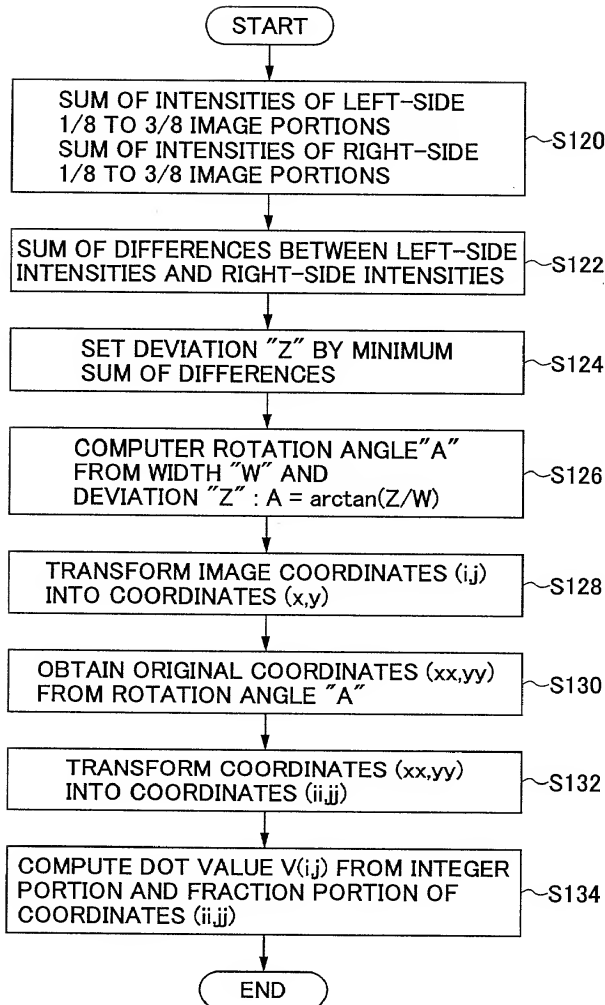 START
SUM OF INTENSITIES OF LEFT-SIDE
1/8 TO 3/8 IMAGE PORTIONS
SUM OF INTENSITIES OF RIGHT-SIDE
1/8 TO 3/8 IMAGE PORTIONS
S120
SUM OF DIFFERENCES BETWEEN LEFT-SIDE
INTENSITIES AND RIGHT-SIDE INTENSITIES
S122
SET DEVIATION "Z" BY MINIMUM
SUM OF DIFFERENCES
S124
COMPUTER ROTATION ANGLE"A"
FROM WIDTH "W" AND
DEVIATION "Z" : A = arctan(Z/W)
S126
TRANSFORM IMAGE COORDINATES (i,j)
INTO COORDINATES (x,y)
S128
OBTAIN ORIGINAL COORDINATES (xx,yy)
FROM ROTATION ANGLE "A"
S130
TRANSFORM COORDINATES (xx,yy)
INTO COORDINATES (ii,jj)
S132
COMPUTE DOT VALUE V(i,j) FROM INTEGER
PORTION AND FRACTION PORTION OF
COORDINATES (ii,jj)
S134
END